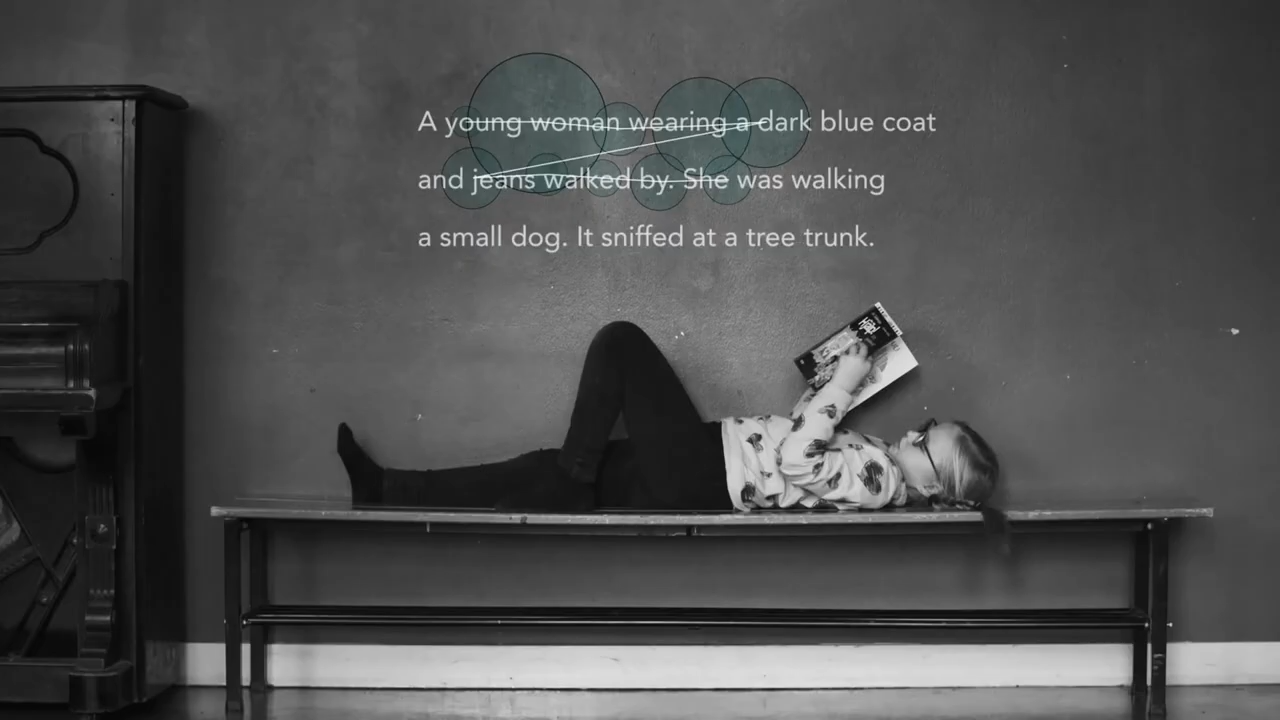 A young woman wearing a dark blue coat
and jeans walked by. She was walking
a small dog. It sniffed at a tree trunk.